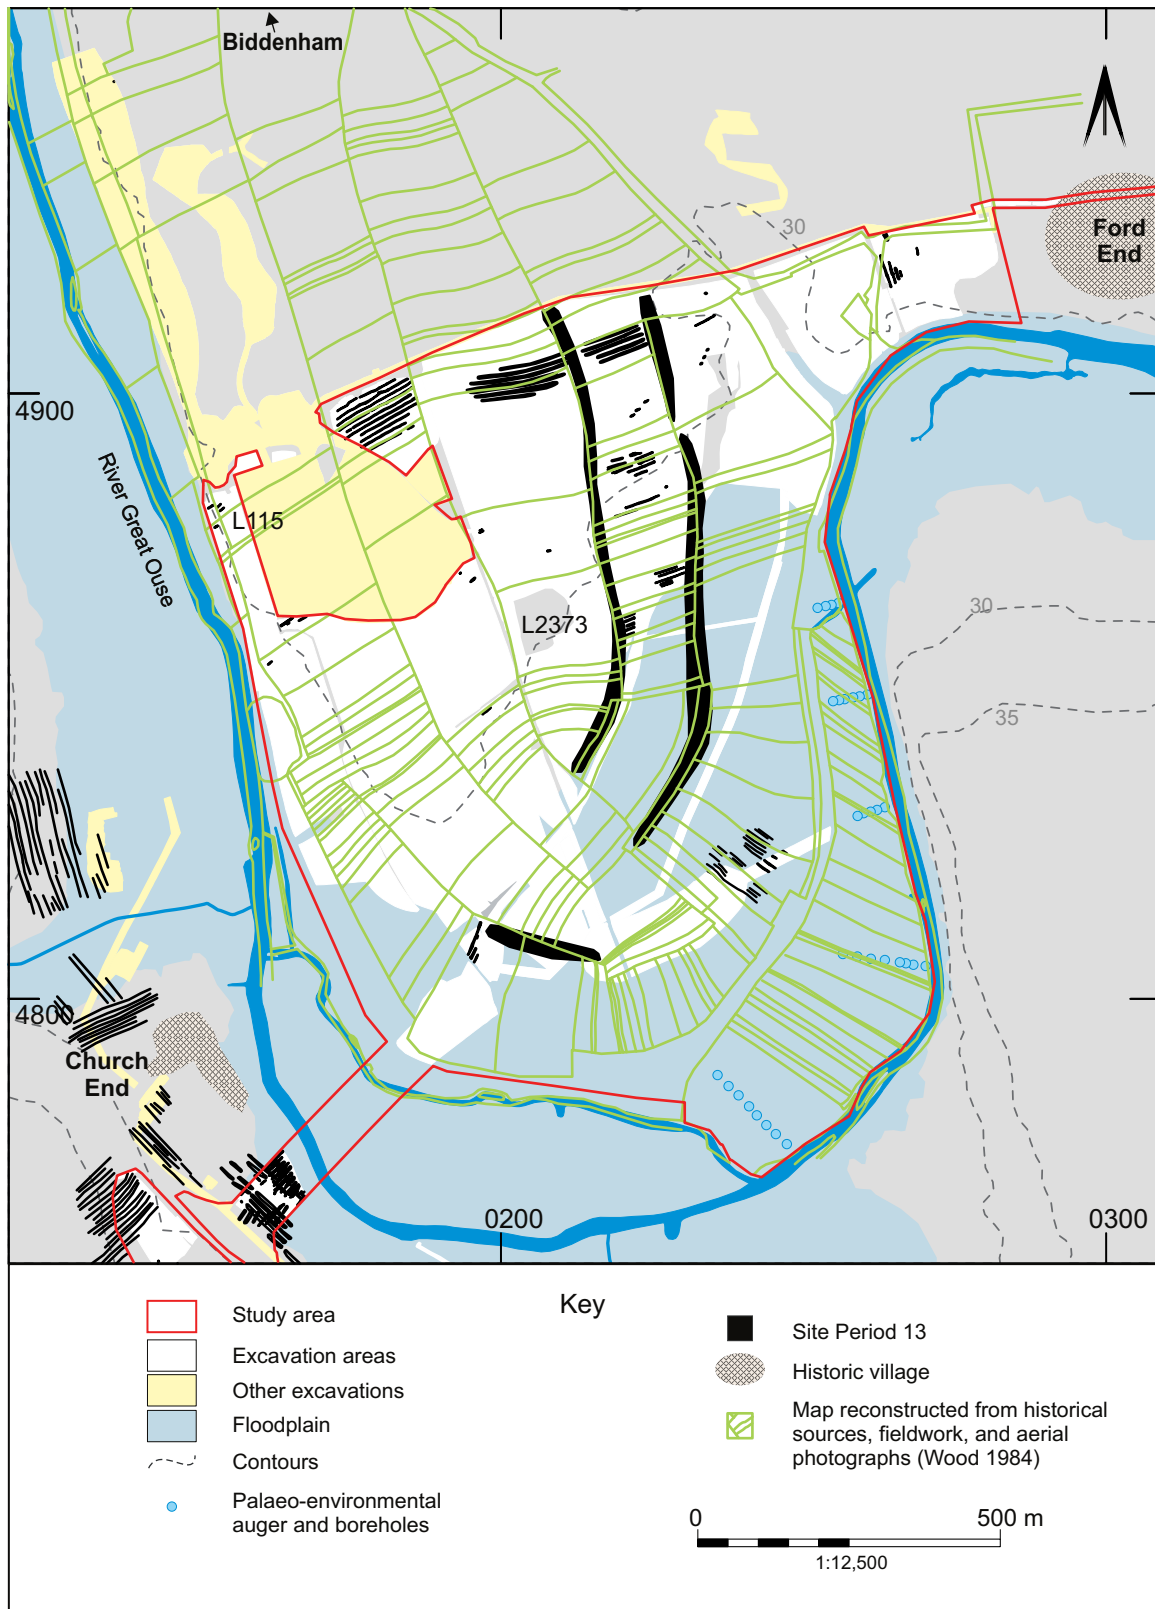 Biddenham
30
Ford
End
4900
River Great Ouse
L115
30
L2373
35
4800
Church
End
0200
0300
Key
Study area
Excavation areas
Other excavations
Floodplain
Contours
Palaeo-environmental
auger and boreholes
Site Period 13
Historic village
Map reconstructed from historical
sources, fieldwork, and aerial
photographs (Wood 1984)
0
500 m
1:12,500